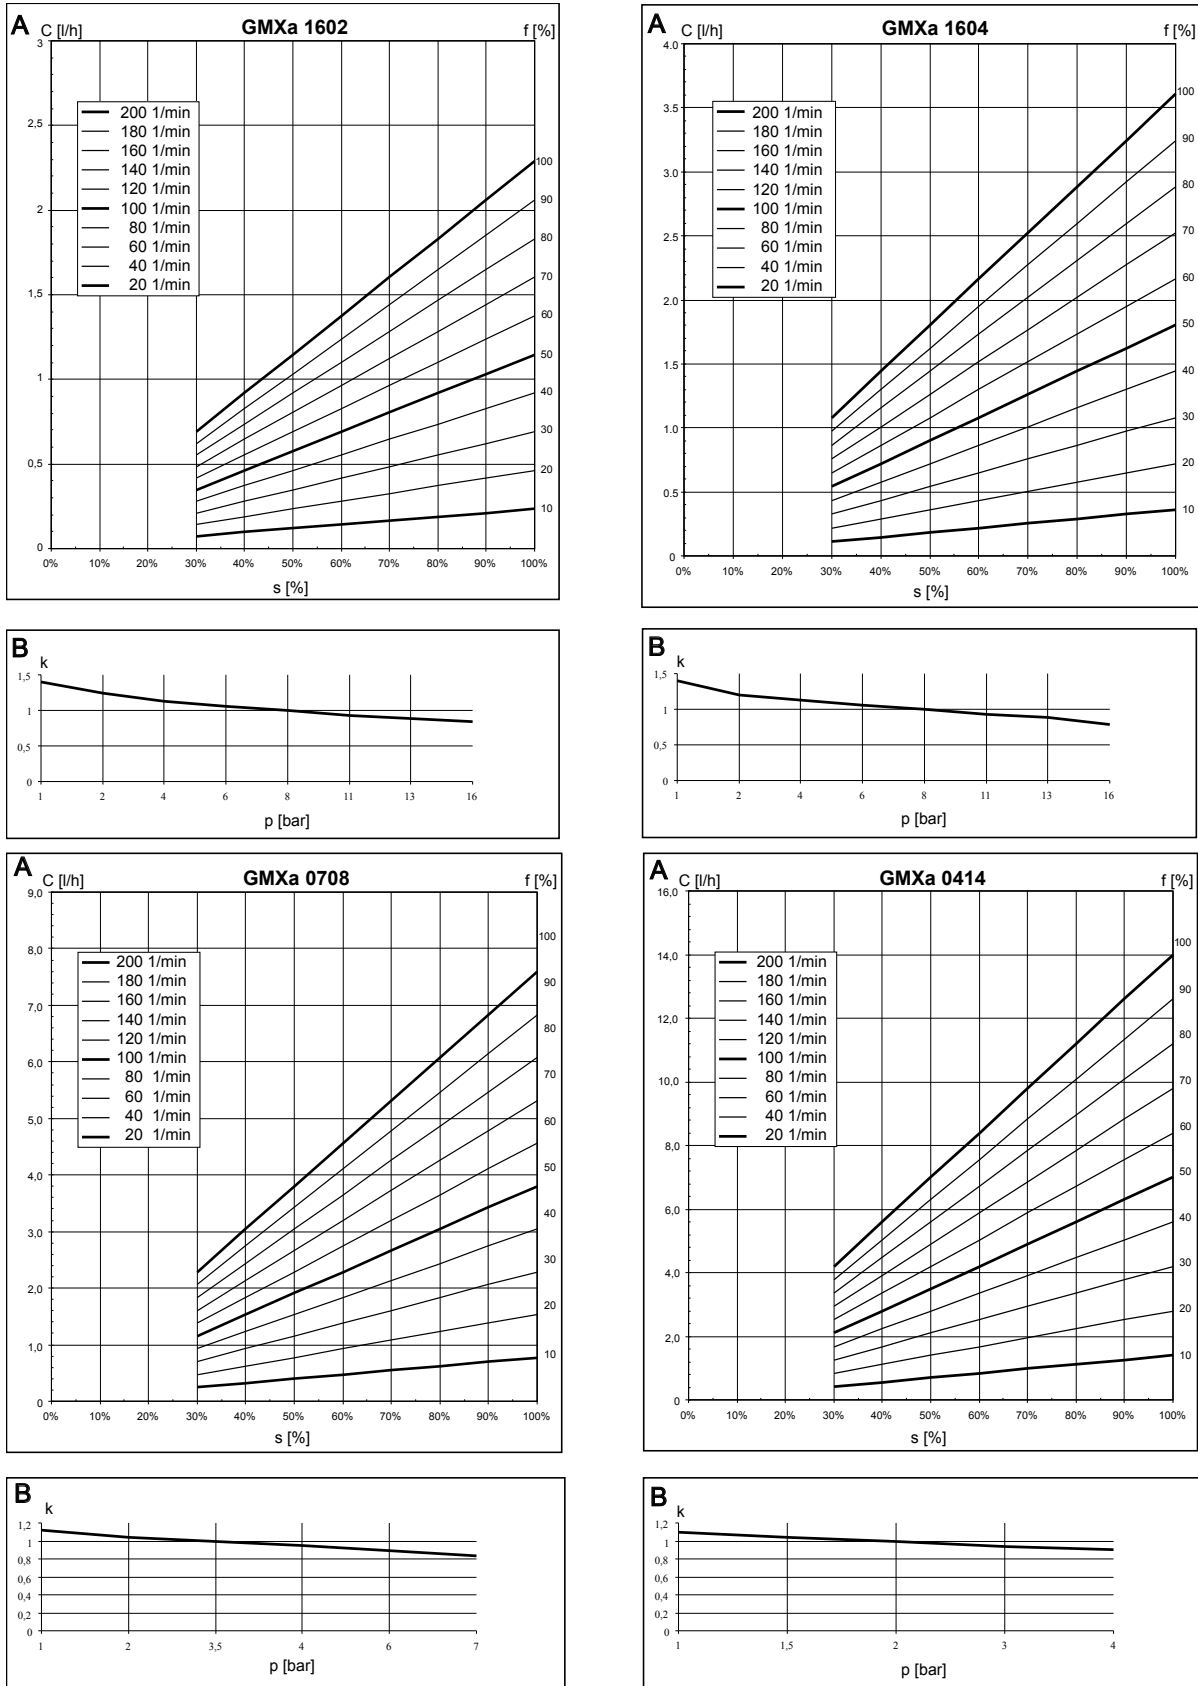 A
C [l/h]
GMXa 1602
f [%]
3
2,5
2
1,5
1
0,5
0
200 1/min
180 1/min
160 1/min
140 1/min
120 1/min
100 1/min
80 1/min
60 1/min
40 1/min
20 1/min
100
90
80
70
60
50
40
30
20
10
0% 10% 20% 30% 40% 50% 60% 70% 80% 90% 100%
s [%]
A
C [l/h]
GMXa 1604
f [%]
4.0
3.5
3.0
2.5
2.0
1.5
1.0
0.5
0
200 1/min
180 1/min
160 1/min
140 1/min
120 1/min
100 1/min
80 1/min
60 1/min
40 1/min
20 1/min
100
90
80
70
60
50
40
30
20
10
0% 10% 20% 30% 40% 50% 60% 70% 80% 90% 100%
s [%]
B
k
1,5
1
0,5
0
1 2 4 6 8 11 13 16
p [bar]
B
k
1,5
1
0,5
0
1 2 4 6 8 11 13 16
p [bar]
A
C [l/h]
GMXa 0708
f [%]
9,0
8,0
7,0
6,0
5,0
4,0
3,0
2,0
1,0
0
200 1/min
180 1/min
160 1/min
140 1/min
120 1/min
100 1/min
80 1/min
60 1/min
40 1/min
20 1/min
100
90
80
70
60
50
40
30
20
10
0% 10% 20% 30% 40% 50% 60% 70% 80% 90% 100%
s [%]
A
C [l/h]
GMXa 0414
f [%]
16,0
14,0
12,0
10,0
8,0
6,0
4,0
2,0
0
200 1/min
180 1/min
160 1/min
140 1/min
120 1/min
100 1/min
80 1/min
60 1/min
40 1/min
20 1/min
100
90
80
70
60
50
40
30
20
10
0% 10% 20% 30% 40% 50% 60% 70% 80% 90% 100%
s [%]
B
k
1,2
1
0,8
0,6
0,4
0,2
0
1 2 3,5 4 6 7
p [bar]
B
k
1,2
1
0,8
0,6
0,4
0,2
0
1 1,5 2 3 4
p [bar]